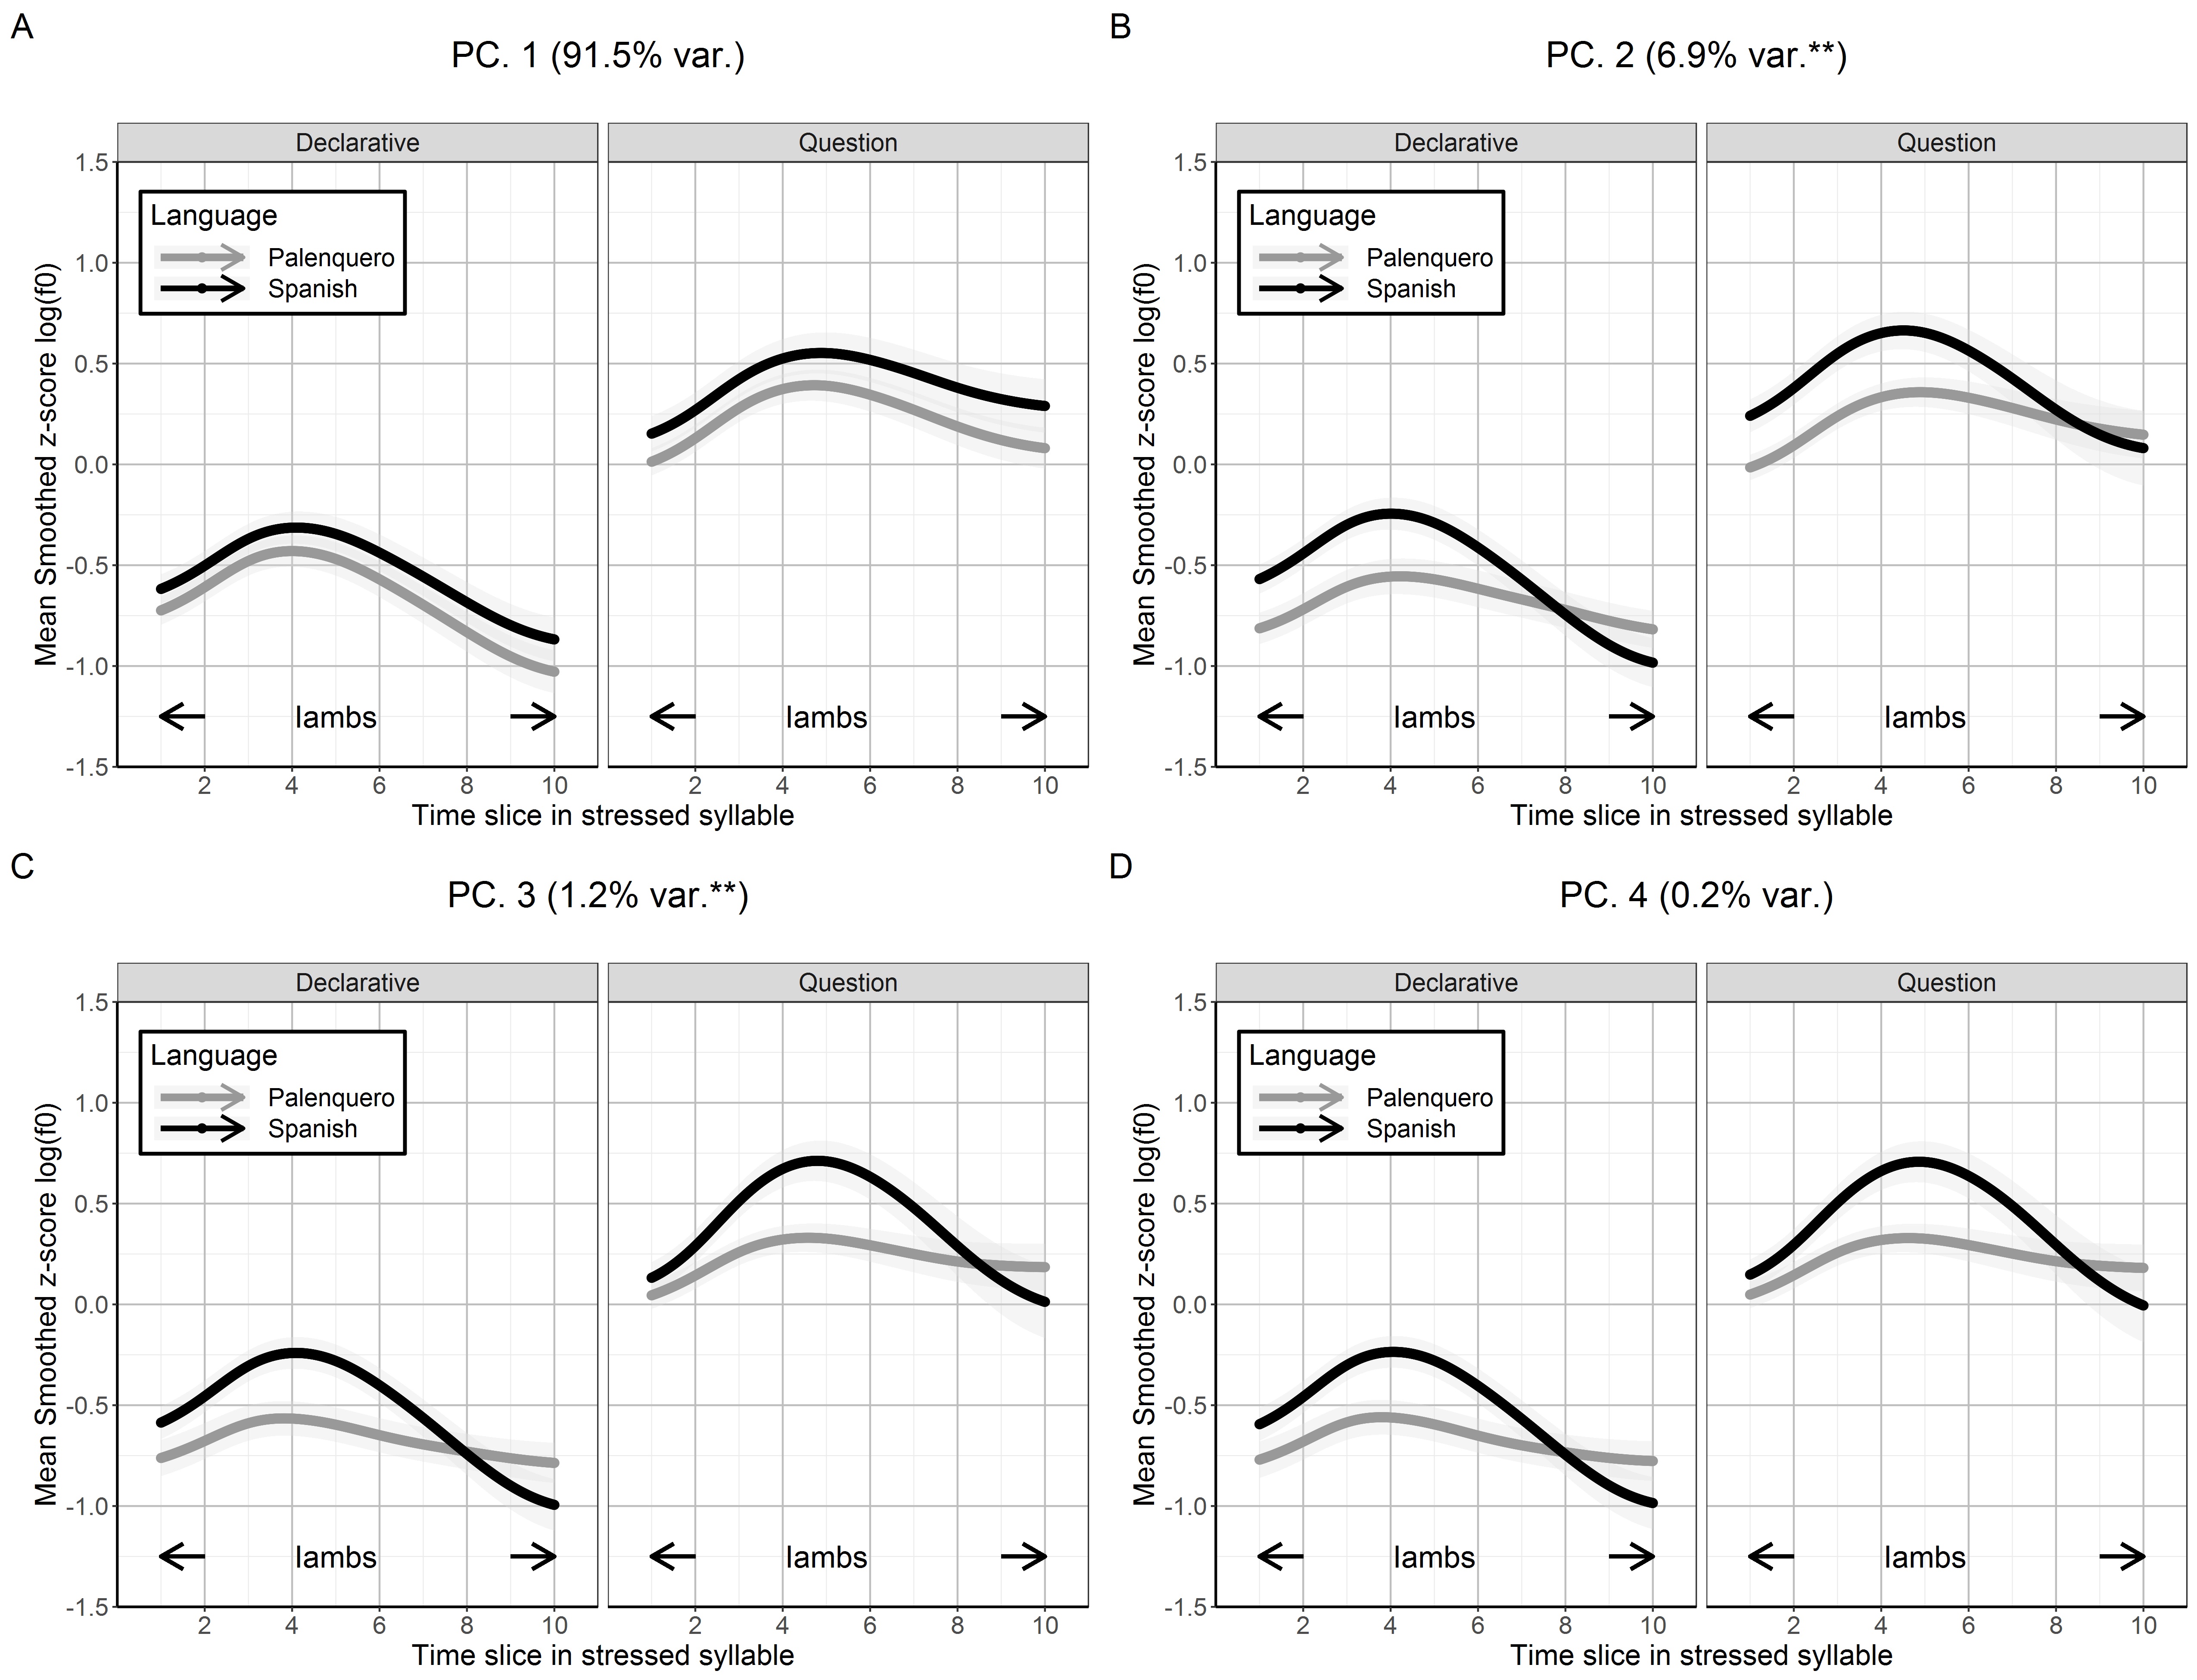 A
PC. 1 (91.5% var.)
Declarative
Question
Mean Smoothed z-score log(f0)
1.5
1.0
0.5
0.0
-0.5
-1.0
-1.5
Language
Palenquero
Spanish
Iambs
Iambs
2 4 6 8 10
2 4 6 8 10
Time slice in stressed syllable
B
PC. 2 (6.9% var.**)
Declarative
Question
Mean Smoothed z-score log(f0)
1.5
1.0
0.5
0.0
-0.5
-1.0
-1.5
Language
Palenquero
Spanish
Iambs
Iambs
2 4 6 8 10
2 4 6 8 10
Time slice in stressed syllable
C
PC. 3 (1.2% var.**)
Declarative
Question
Mean Smoothed z-score log(f0)
1.5
1.0
0.5
0.0
-0.5
-1.0
-1.5
Language
Palenquero
Spanish
Iambs
Iambs
2 4 6 8 10
2 4 6 8 10
Time slice in stressed syllable
D
PC. 4 (0.2% var.)
Declarative
Question
Mean Smoothed z-score log(f0)
1.5
1.0
0.5
0.0
-0.5
-1.0
-1.5
Language
Palenquero
Spanish
Iambs
Iambs
2 4 6 8 10
2 4 6 8 10
Time slice in stressed syllable